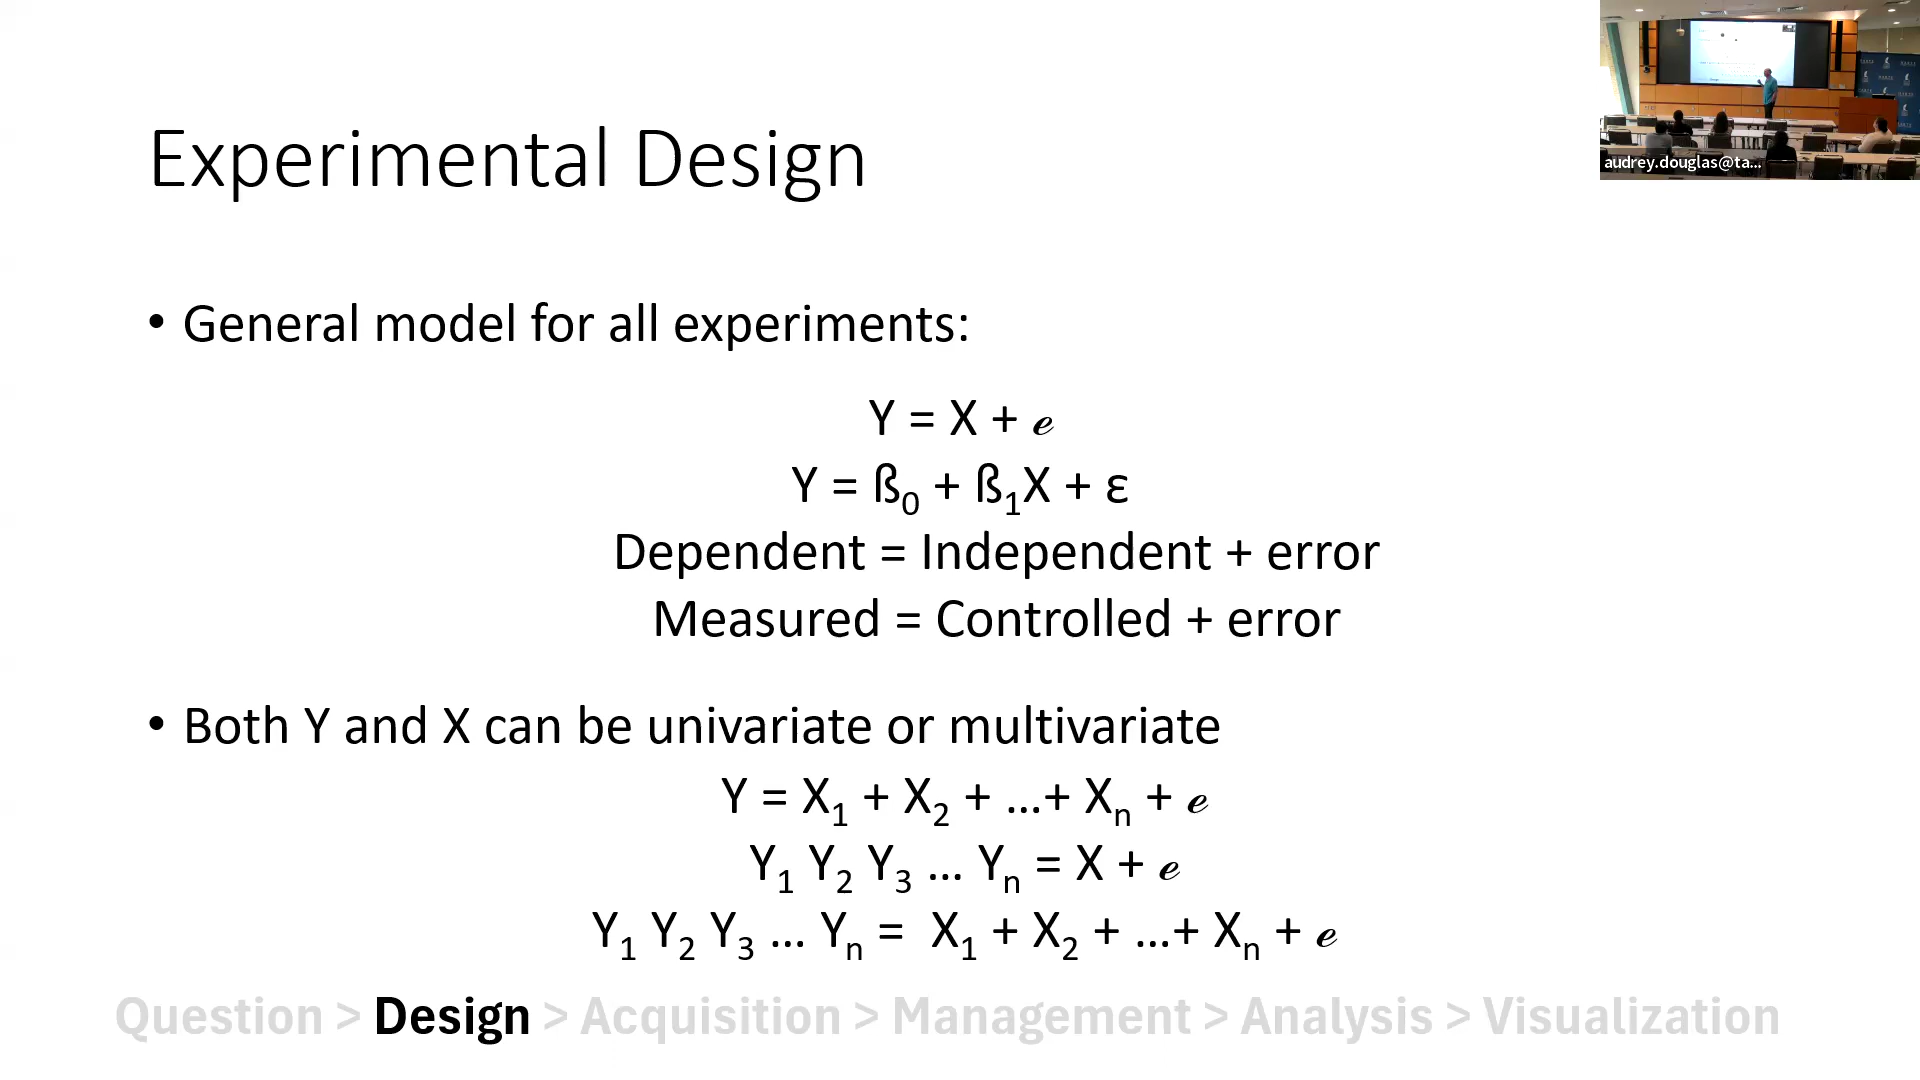 Experimental Design
audrey.douglas@ta...
• General model for all experiments:
Y = X + ℯ
Y = ß₀ + ß₁X + ε
Dependent = Independent + error
Measured = Controlled + error
• Both Y and X can be univariate or multivariate
Y = X₁ + X₂ + ...+ Xₙ + ℯ
Y₁ Y₂ Y₃ ... Yₙ = X + ℯ
Y₁ Y₂ Y₃ ... Yₙ = X₁ + X₂ + ...+ Xₙ + ℯ
Question > Design > Acquisition > Management > Analysis > Visualization